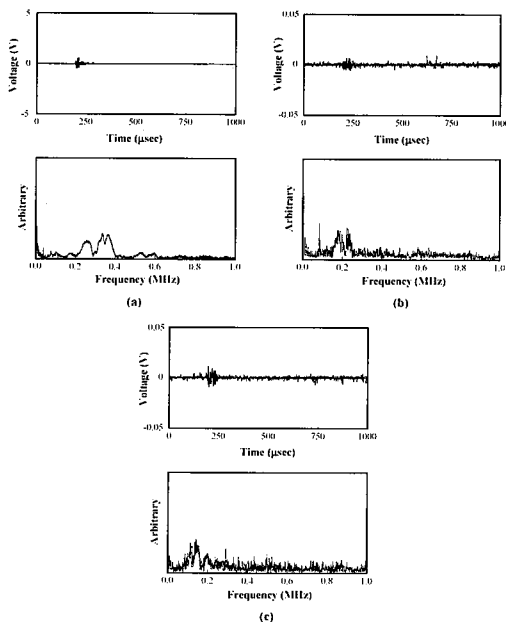 5
0
-5
Voltage (V)
0 250 500 750 1000
Time (μsec)
Arbitrary
0.0 0.2 0.4 0.6 0.8 1.0
Frequency (MHz)
(a)
0.05
0
-0.05
Voltage (V)
0 250 500 750 1000
Time (μsec)
Arbitrary
0.0 0.2 0.4 0.6 0.8 1.0
Frequency (MHz)
(b)
0.05
0
-0.05
Voltage (V)
0 250 500 750 1000
Time (μsec)
Arbitrary
0.0 0.2 0.4 0.6 0.8 1.0
Frequency (MHz)
(c)